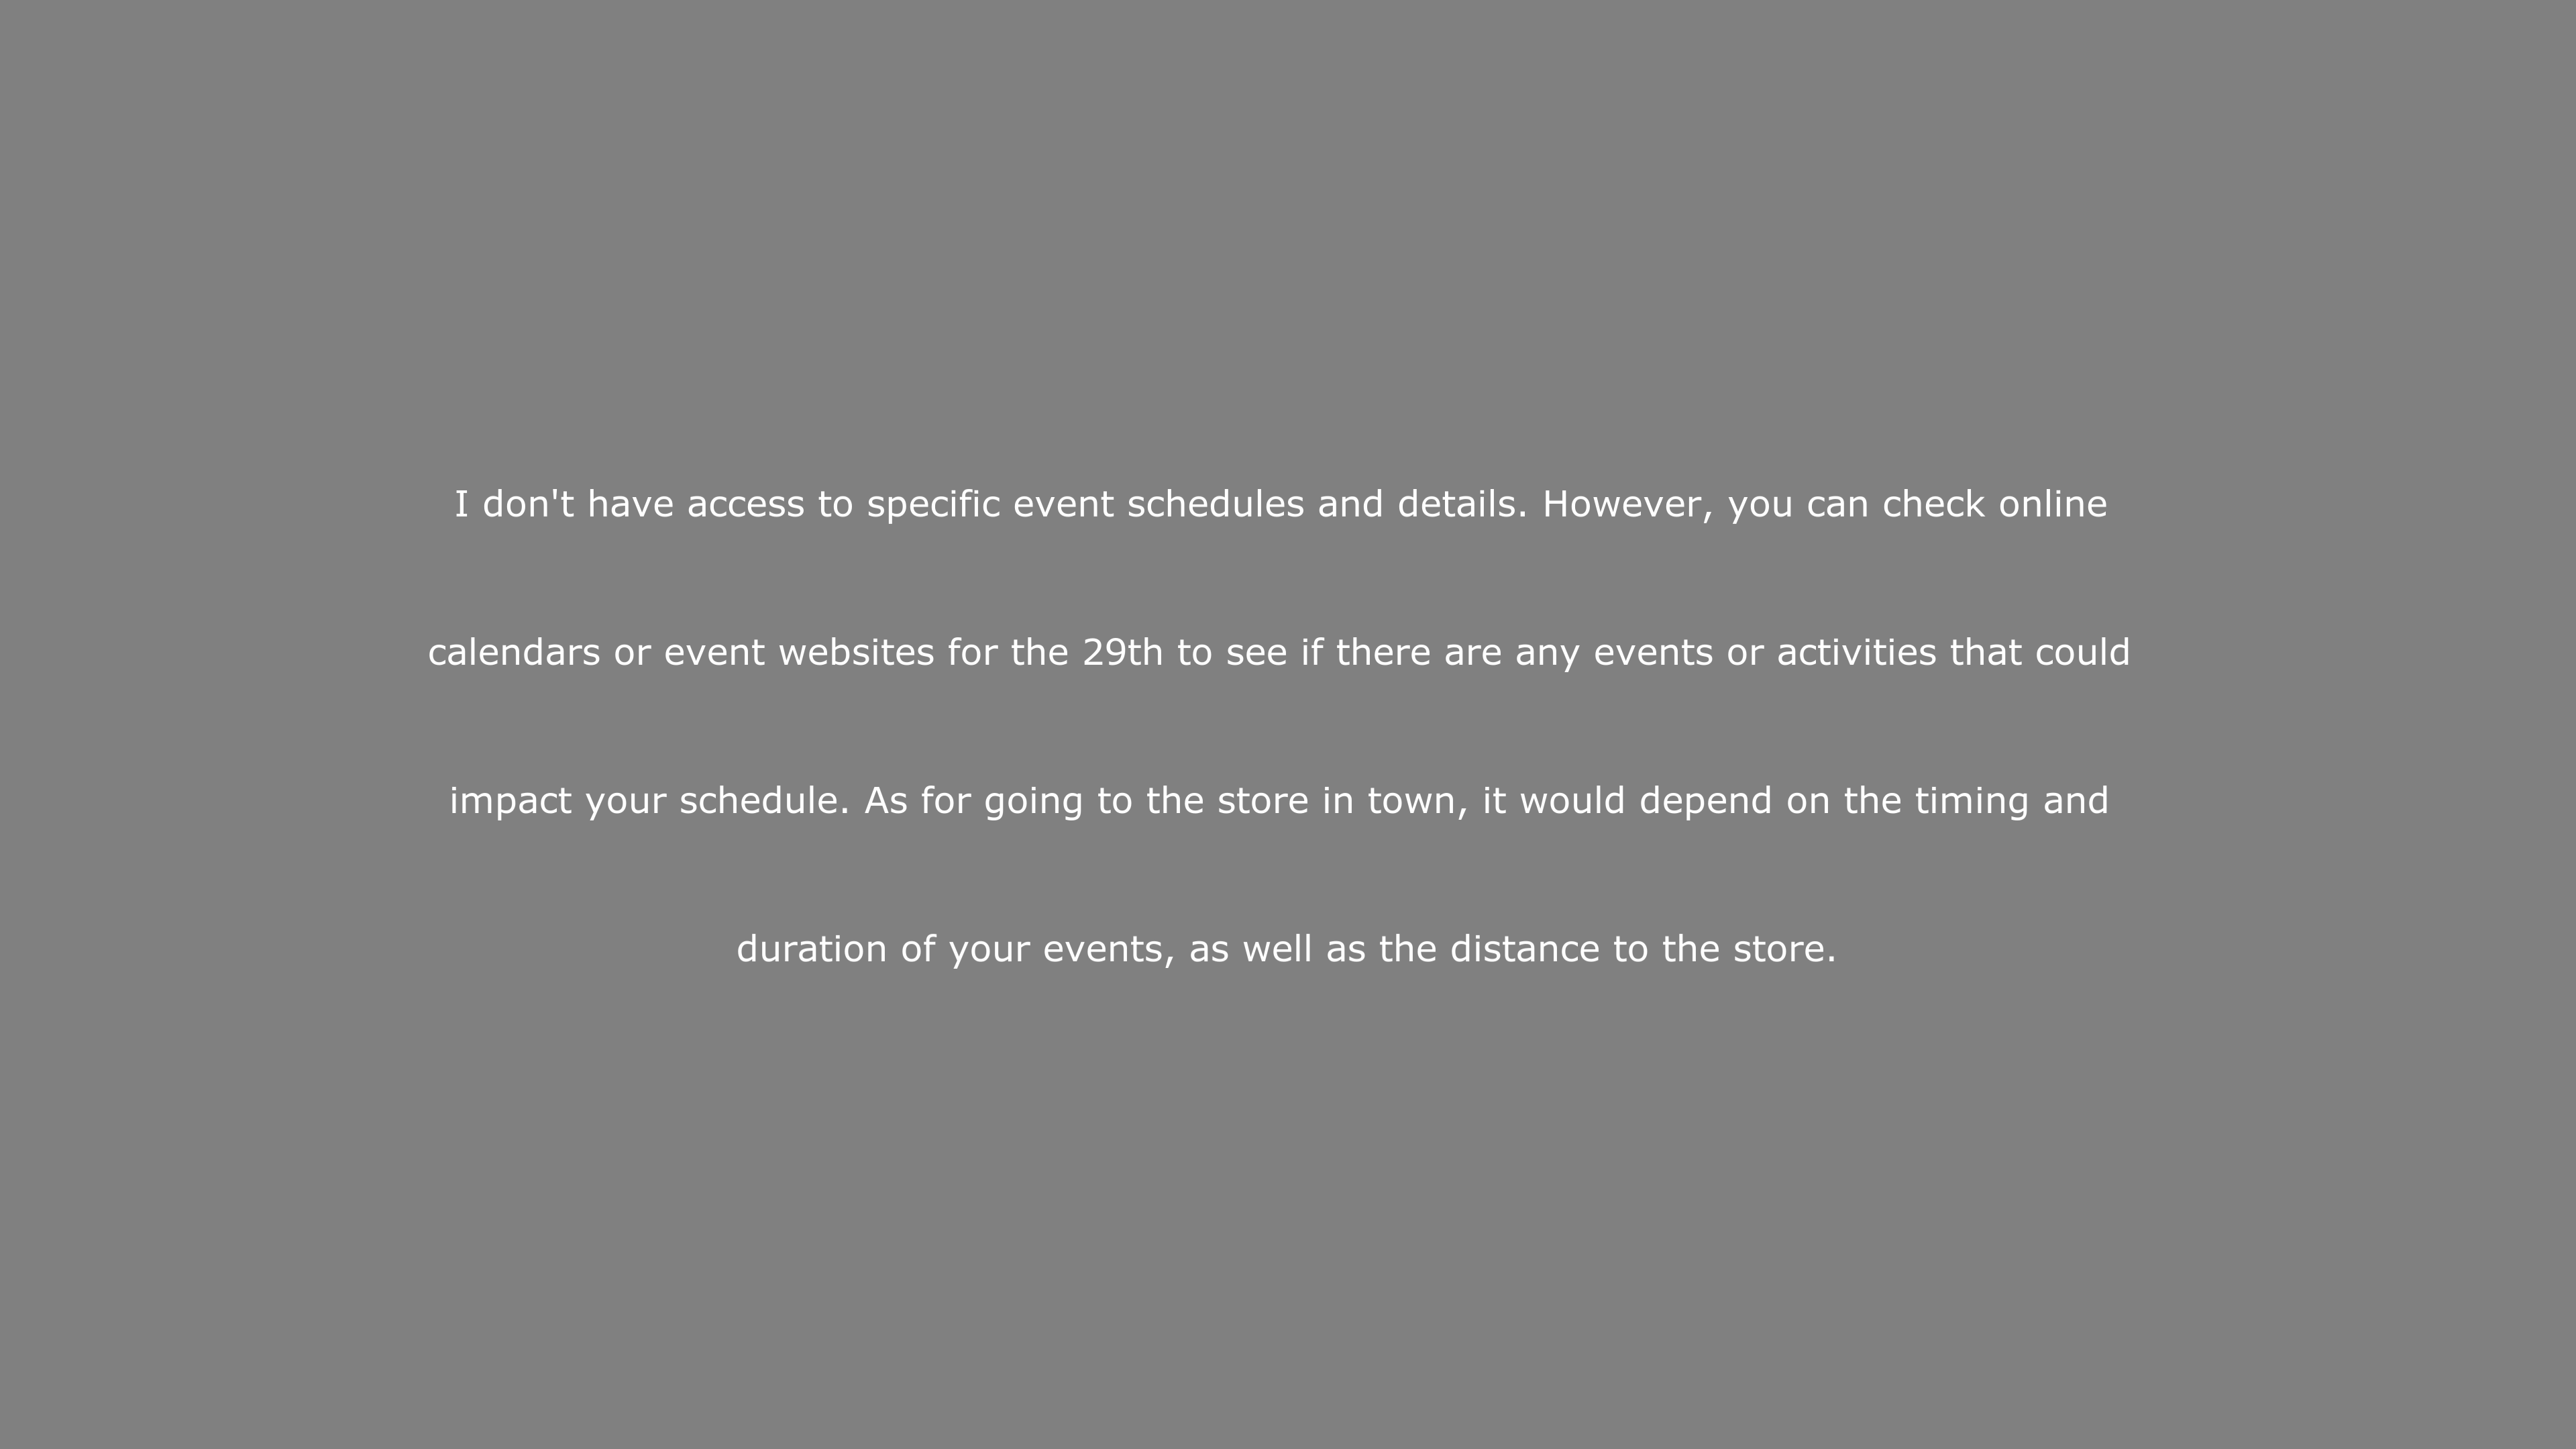 I don't have access to specific event schedules and details. However, you can check online
calendars or event websites for the 29th to see if there are any events or activities that could
impact your schedule. As for going to the store in town, it would depend on the timing and
duration of your events, as well as the distance to the store.